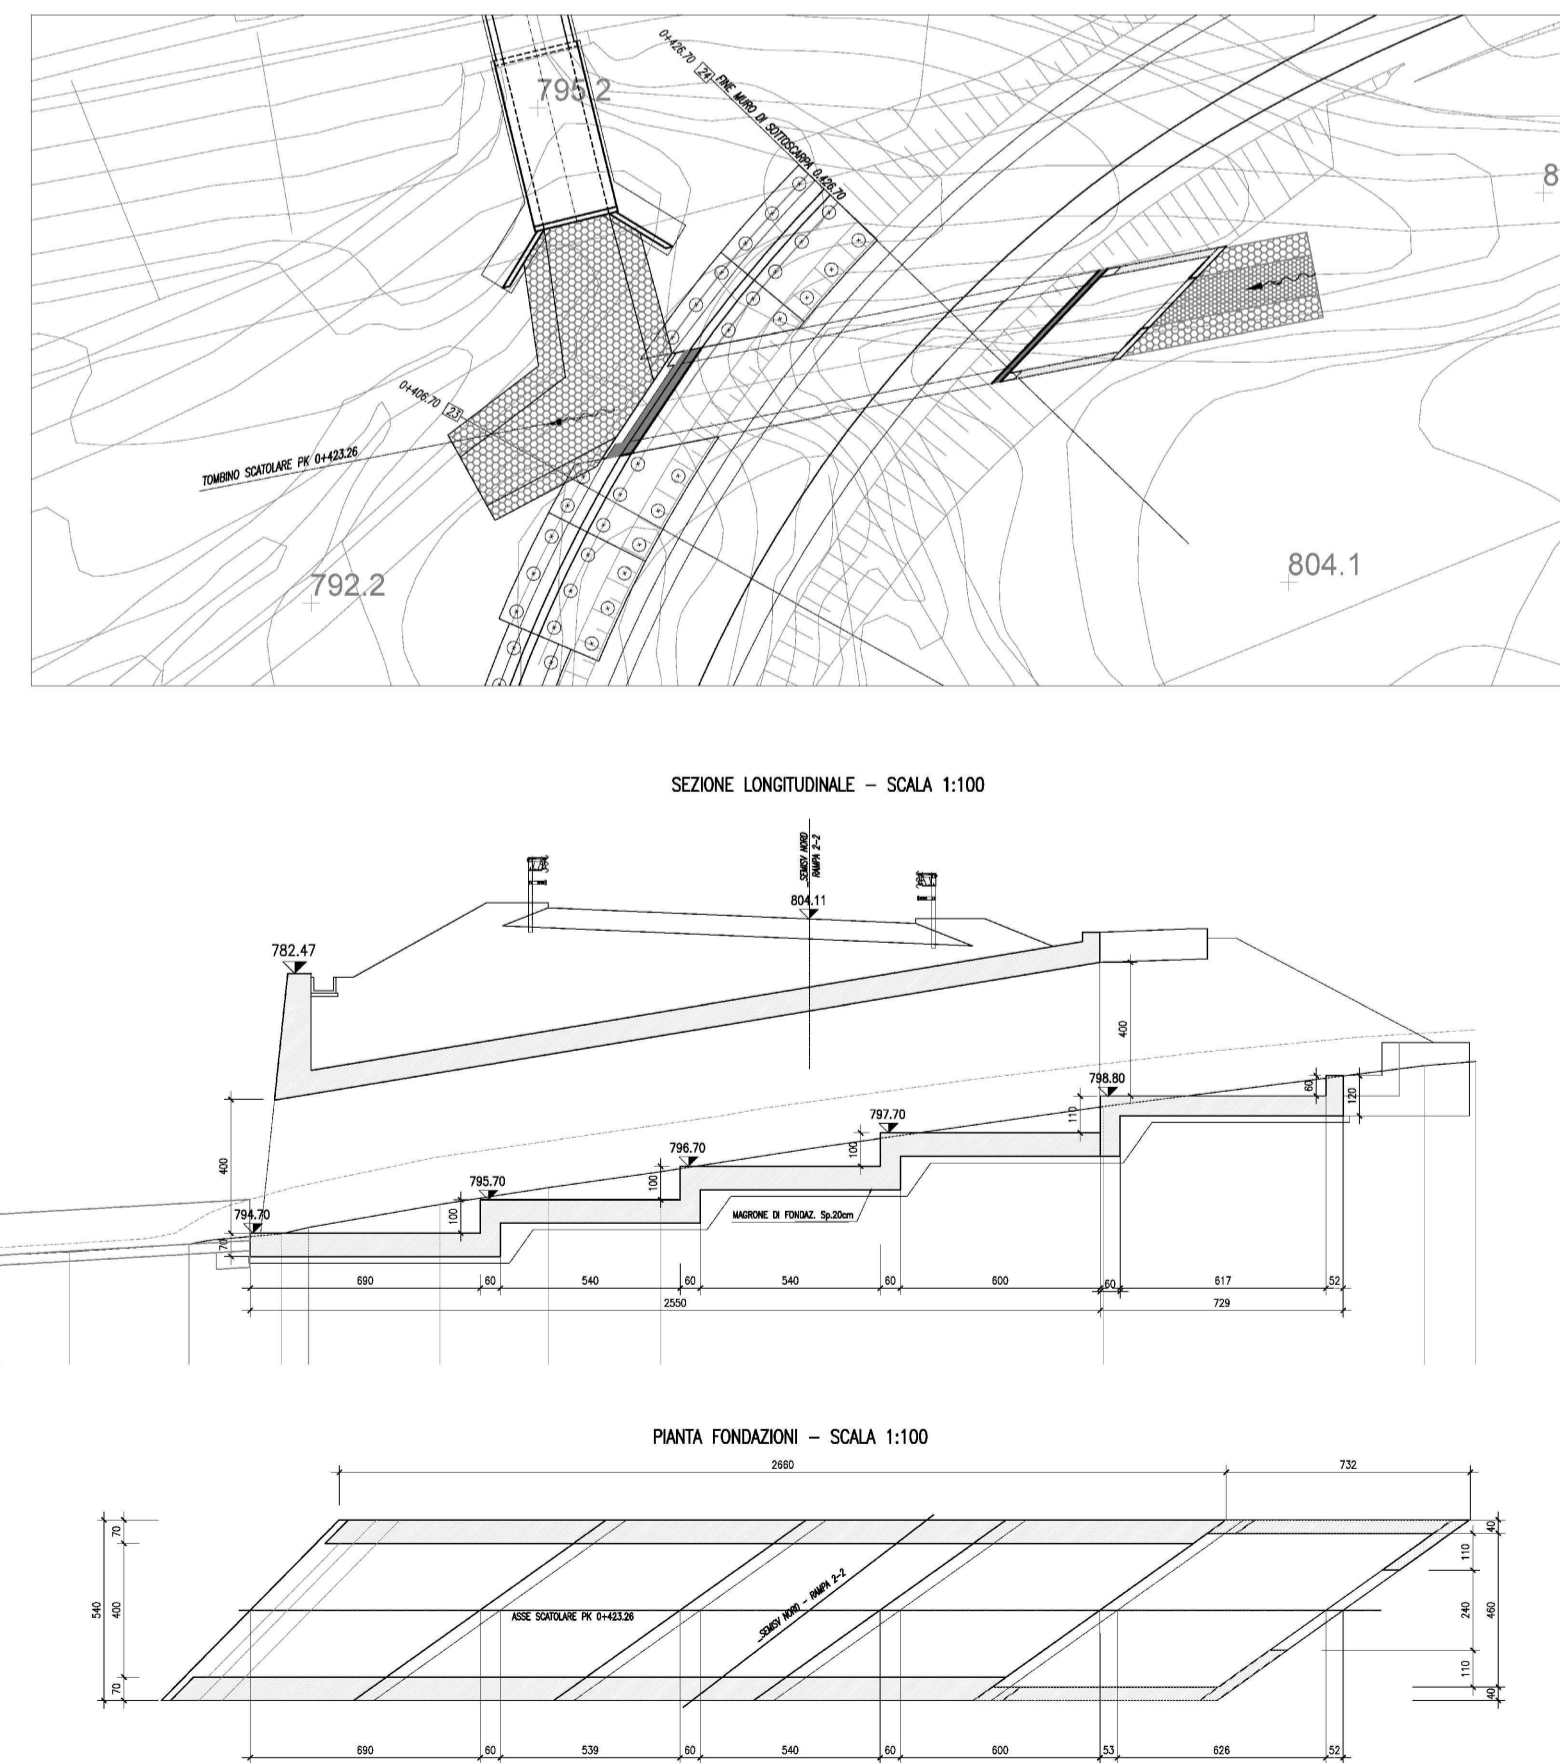 795.2
0+426.70 24
FINE MURO DI SOTTOSCARPA 0.426.70
8
0+406.70 23
TOMBINO SCATOLARE PK 0+423.26
792.2
804.1
SEZIONE LONGITUDINALE – SCALA 1:100
_SEMISV NORD
RAMPA 2-2
804.11
782.47
400
798.80
60
120
110
797.70
100
796.70
100
400
795.70
100
MAGRONE DI FONDAZ. Sp.20cm
794.70
70
690 60 540 60 540 60 600 60 617 52
2550 729
PIANTA FONDAZIONI – SCALA 1:100
2660 732
70 40
110
540 400 240 460
ASSE SCATOLARE PK 0+423.26
_SEMISV NORD - RAMPA 2-2
110
70 40
690 60 539 60 540 60 600 53 626 52